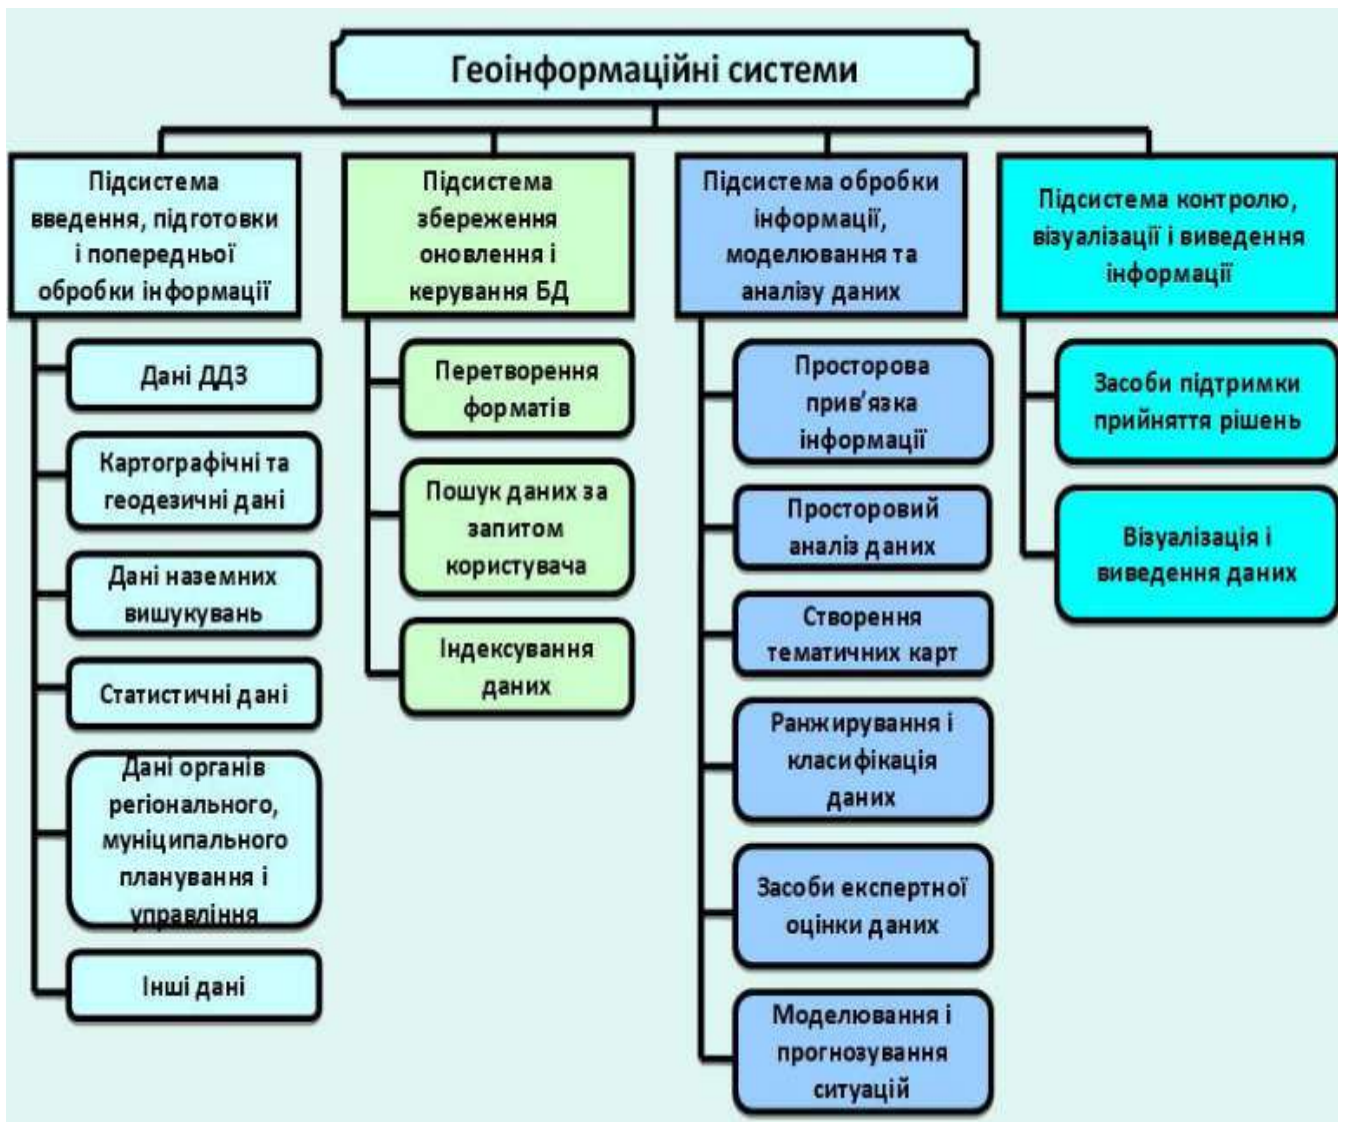 Геоінформаційні системи
Підсистема
введення, підготовки
і попередньої
обробки інформації
Дані ДДЗ
Картографічні та
геодезичні дані
Дані наземних
вишукувань
Статистичні дані
Дані органів
регіонального,
муніципального
планування і
управління
Інші дані
Підсистема
збереження
оновлення і
керування БД
Перетворення
форматів
Пошук даних за
запитом
користувача
Індексування
даних
Підсистема обробки
інформації,
моделювання та
аналізу даних
Просторова
прив’язка
інформації
Просторовий
аналіз даних
Створення
тематичних карт
Ранжирування і
класифікація
даних
Засоби експертної
оцінки даних
Моделювання і
прогнозування
ситуацій
Підсистема контролю,
візуалізації і виведення
інформації
Засоби підтримки
прийняття рішень
Візуалізація і
виведення даних